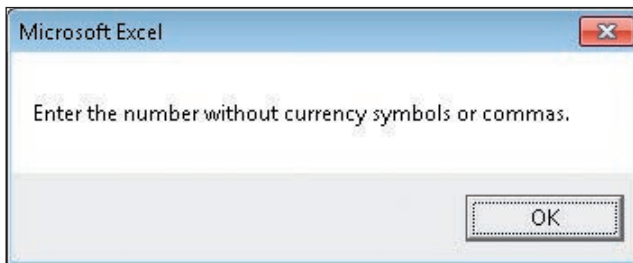 Microsoft Excel
Enter the number without currency symbols or commas.
OK